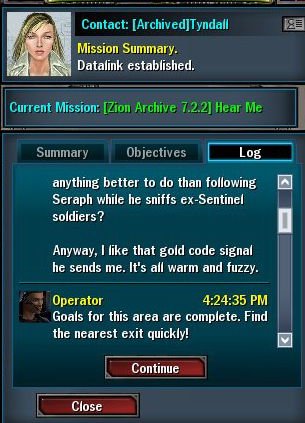 Contact: [Archived]Tyndall
Mission Summary.
Datalink established.
Current Mission: [Zion Archive 7.2.2] Hear Me
Summary
Objectives
Log
anything better to do than following
Seraph while he sniffs ex-Sentinel
soldiers?
Anyway, I like that gold code signal
he sends me. It's all warm and fuzzy.
Operator 4:24:35 PM
Goals for this area are complete. Find
the nearest exit quickly!
Continue
Close